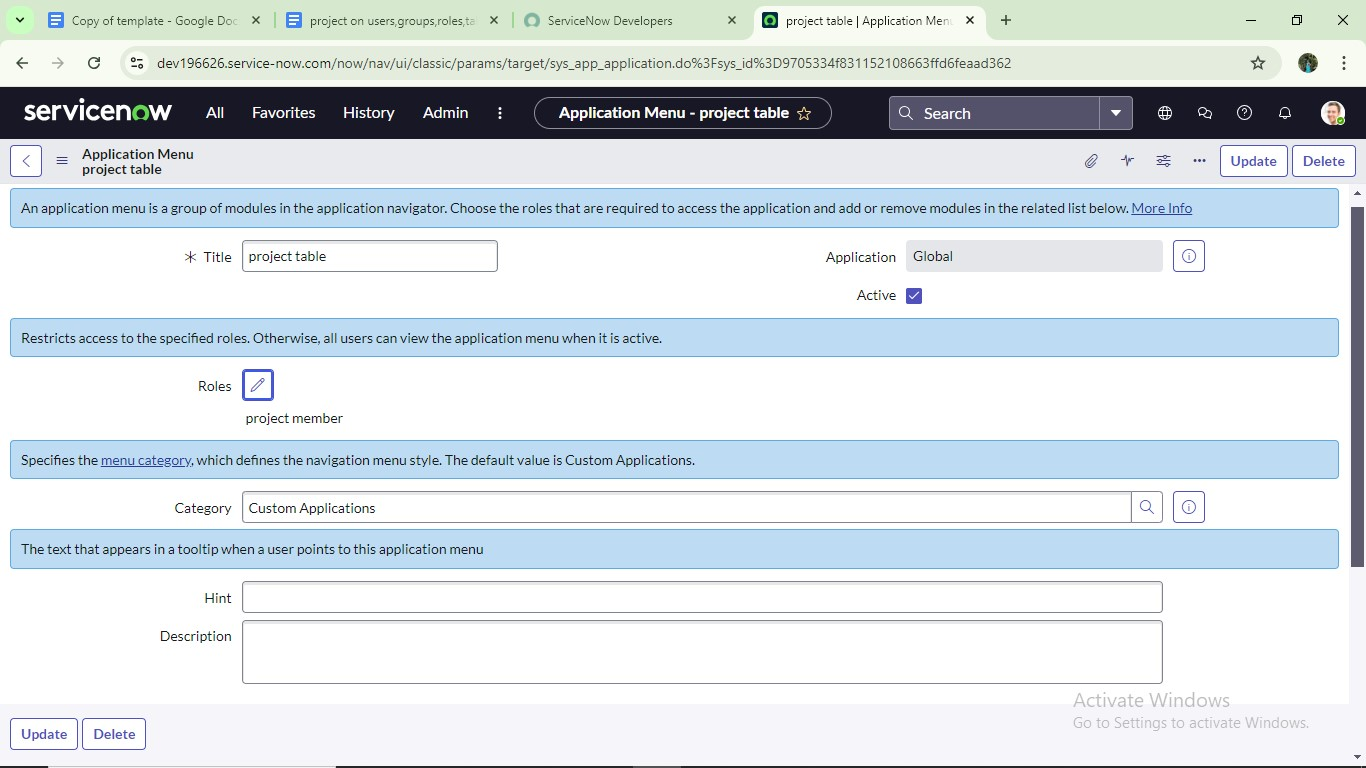 Copy of template - Google Doc
project on users,groups,roles,ta
ServiceNow Developers
project table | Application Menu
dev196626.service-now.com/now/nav/ui/classic/params/target/sys_app_application.do%3Fsys_id%3D9705334f831152108663ffd6feaad362
servicenow All Favorites History Admin Application Menu - project table Search
Application Menu
project table
Update Delete
An application menu is a group of modules in the application navigator. Choose the roles that are required to access the application and add or remove modules in the related list below. More Info
Title project table Application Global
Active
Restricts access to the specified roles. Otherwise, all users can view the application menu when it is active.
Roles
project member
Specifies the menu category, which defines the navigation menu style. The default value is Custom Applications.
Category Custom Applications
The text that appears in a tooltip when a user points to this application menu
Hint
Description
Activate Windows
Go to Settings to activate Windows.
Update Delete